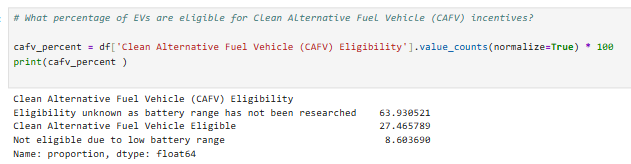 # What percentage of EVs are eligible for Clean Alternative Fuel Vehicle (CAFV) incentives?
cafv_percent = df['Clean Alternative Fuel Vehicle (CAFV) Eligibility'].value_counts(normalize=True) * 100
print(cafv_percent )
Clean Alternative Fuel Vehicle (CAFV) Eligibility
Eligibility unknown as battery range has not been researched    63.930521
Clean Alternative Fuel Vehicle Eligible                         27.465789
Not eligible due to low battery range                            8.603690
Name: proportion, dtype: float64